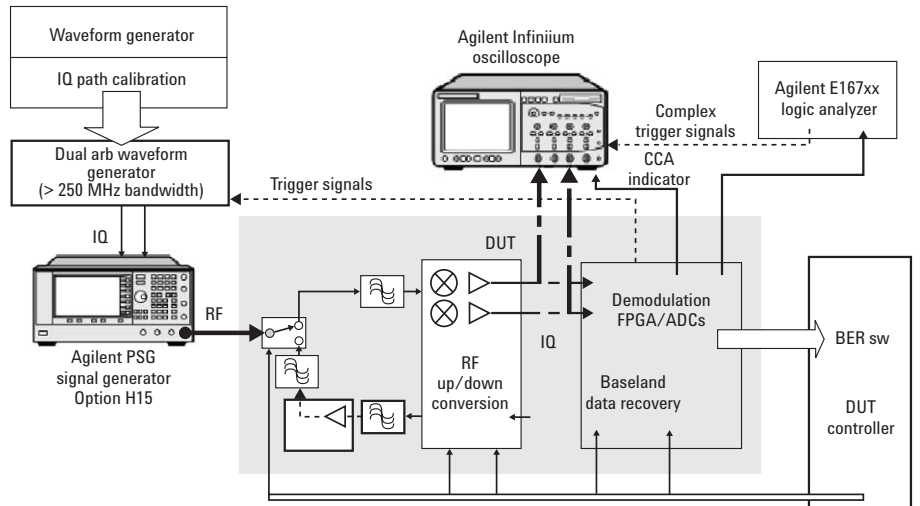 Waveform generator
IQ path calibration
Dual arb waveform
generator
(> 250 MHz bandwidth)
IQ
Agilent PSG
signal generator
Option H15
RF
Trigger signals
Agilent Infiniium
oscilloscope
Complex
trigger signals
CCA
indicator
Agilent E167xx
logic analyzer
DUT
RF
up/down
conversion
IQ
Demodulation
FPGA/ADCs
Baseland
data recovery
BER sw
DUT
controller